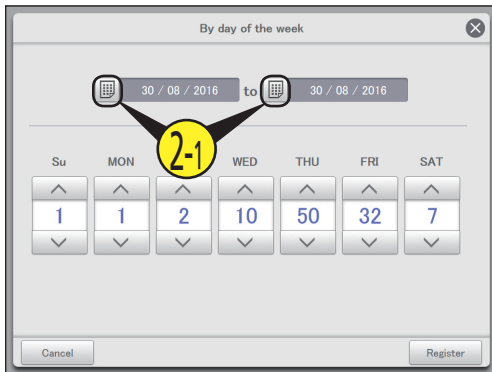 By day of the week
30 / 08 / 2016 to 30 / 08 / 2016
2-1
Su MON WED THU FRI SAT
1 1 2 10 50 32 7
Cancel Register